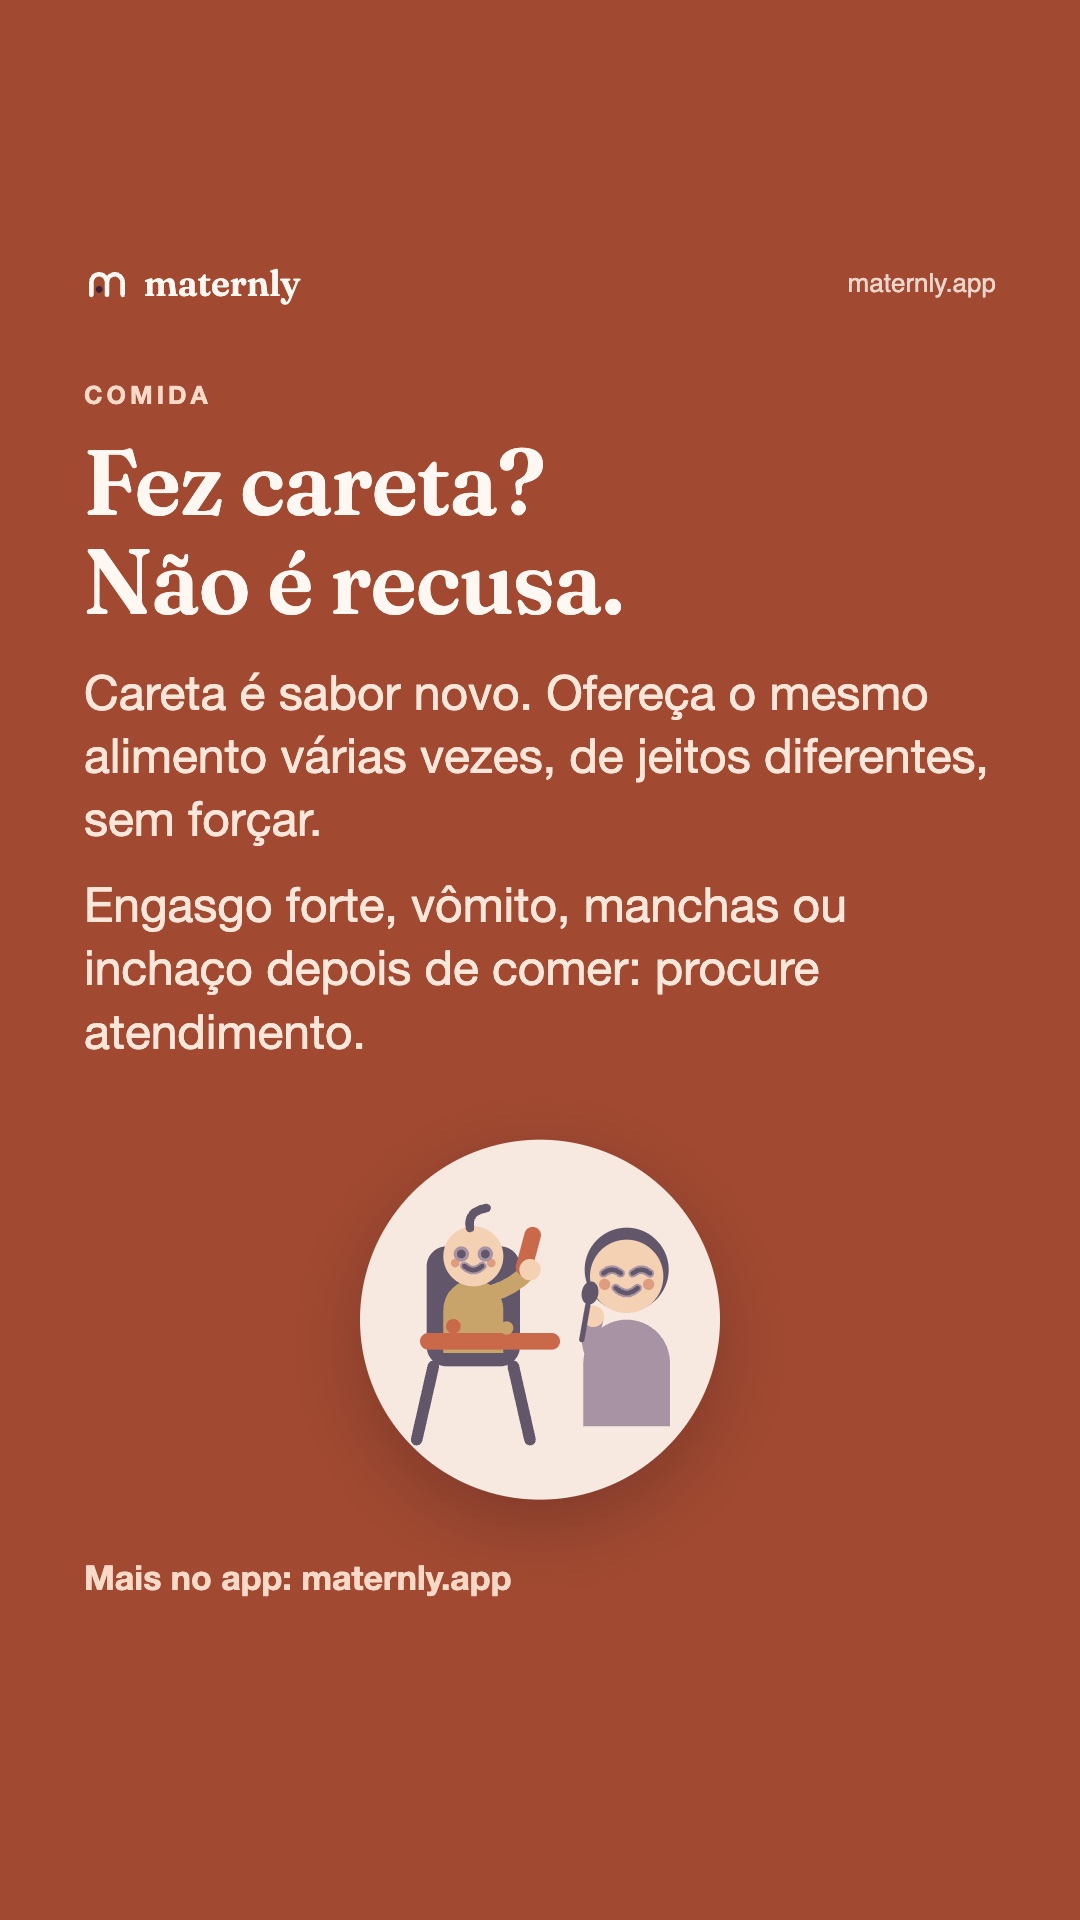 maternly
maternly.app
COMIDA
Fez careta?
Não é recusa.
Careta é sabor novo. Ofereça o mesmo
alimento várias vezes, de jeitos diferentes,
sem forçar.
Engasgo forte, vômito, manchas ou
inchaço depois de comer: procure
atendimento.
Mais no app: maternly.app